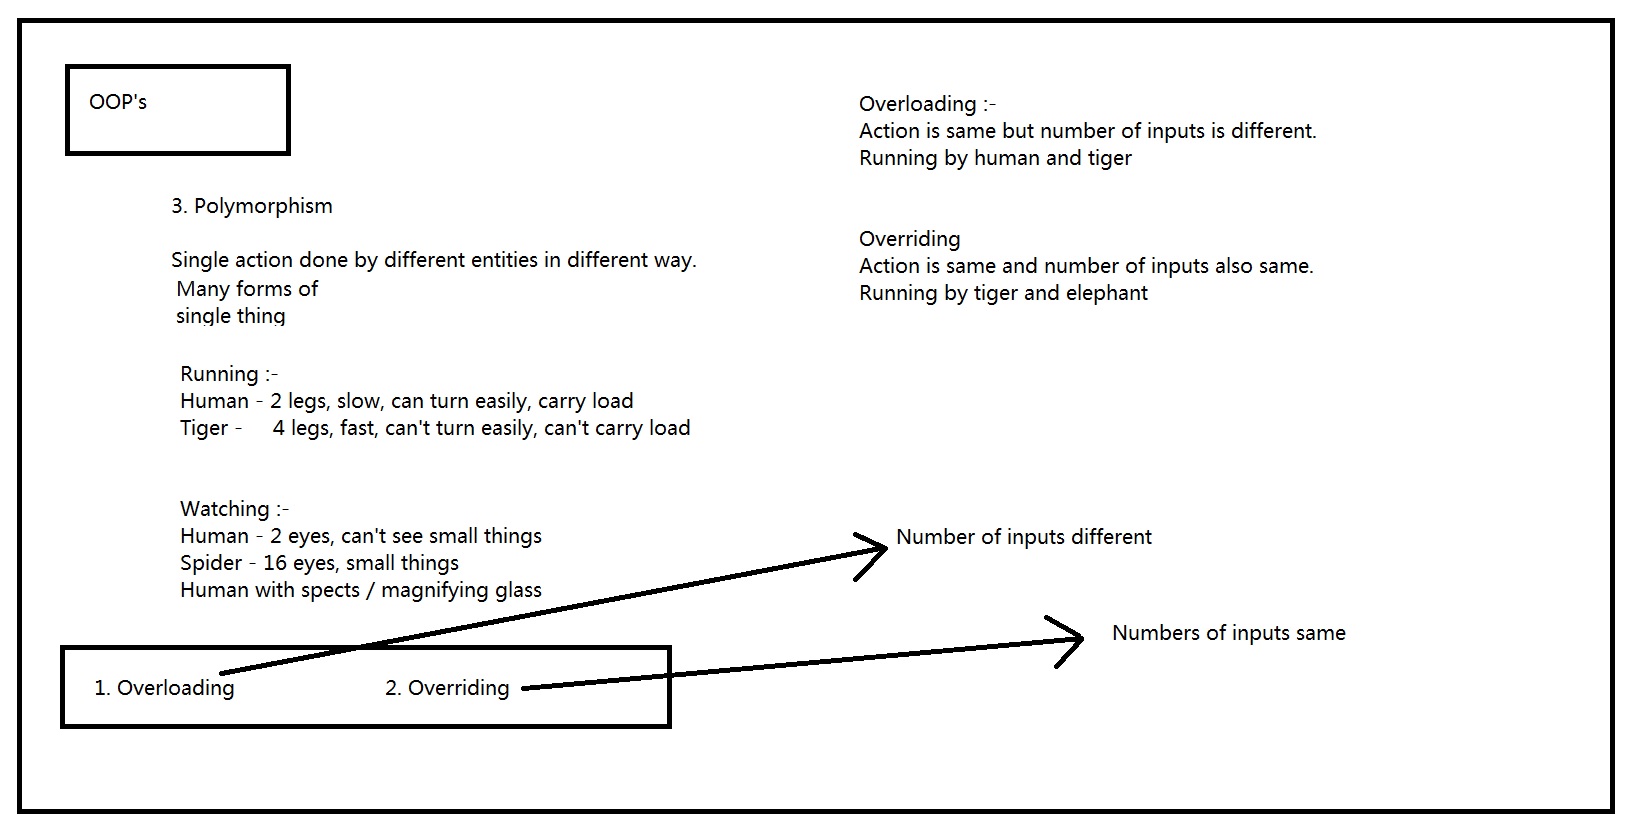 OOP's
3. Polymorphism
Single action done by different entities in different way.
Many forms of
single thing
Running :-
Human - 2 legs, slow, can turn easily, carry load
Tiger -     4 legs, fast, can't turn easily, can't carry load
Watching :-
Human - 2 eyes, can't see small things
Spider - 16 eyes, small things
Human with spects / magnifying glass
1. Overloading
2. Overriding
Overloading :-
Action is same but number of inputs is different.
Running by human and tiger
Overriding
Action is same and number of inputs also same.
Running by tiger and elephant
Number of inputs different
Numbers of inputs same